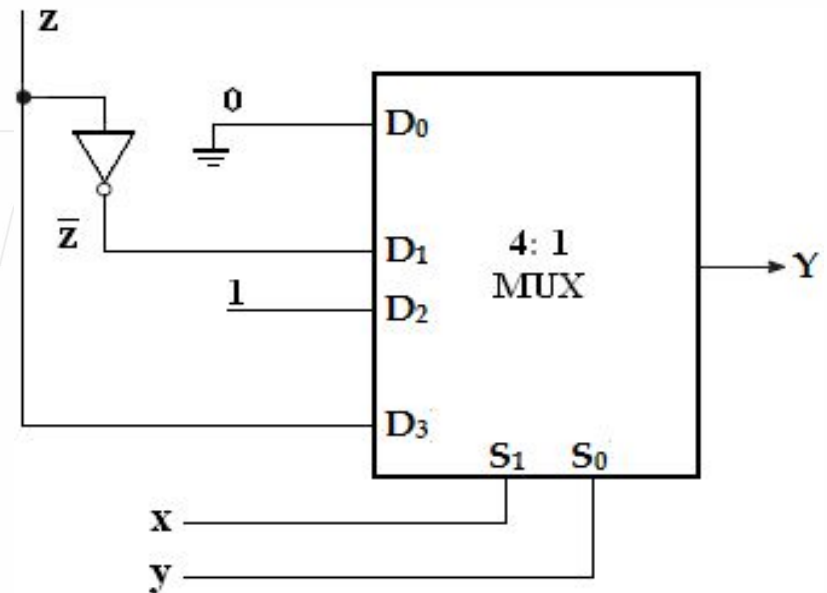 z
0
D₀
z̄
D₁
4: 1
MUX
Y
1
D₂
D₃
S₁ S₀
x
y